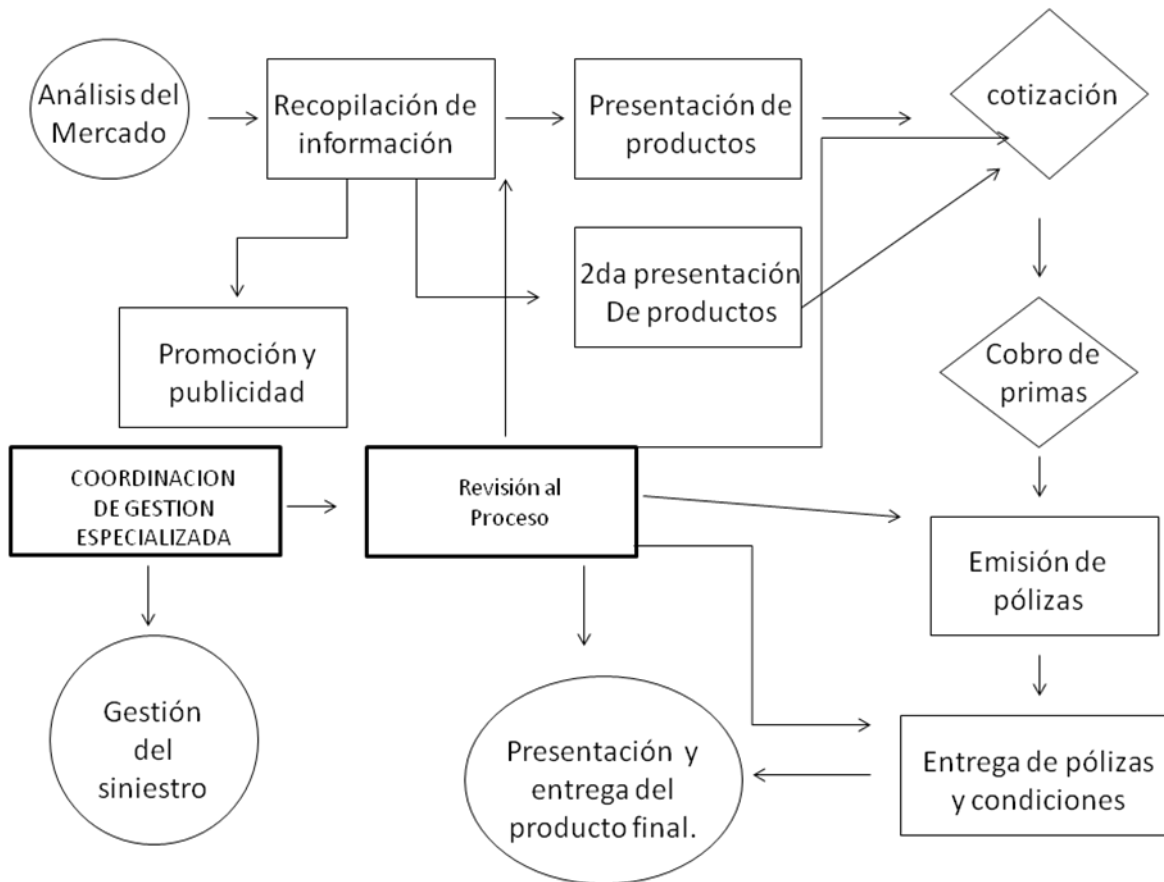 Análisis del
Mercado
Recopilación de
información
Presentación de
productos
cotización
2da presentación
De productos
Promoción y
publicidad
Cobro de
primas
COORDINACION
DE GESTION
ESPECIALIZADA
Revisión al
Proceso
Emisión de
pólizas
Gestión
del
siniestro
Presentación y
entrega del
producto final.
Entrega de pólizas
y condiciones